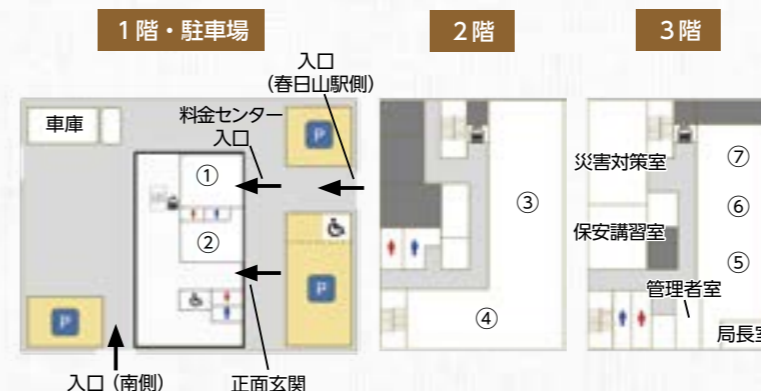 1階・駐車場
2階
3階
入口
（春日山駅側）
料金センター
入口
車庫
P
①
②
P
P
入口（南側）
正面玄関
③
④
災害対策室
保安講習室
管理者室
⑦
⑥
⑤
局長室